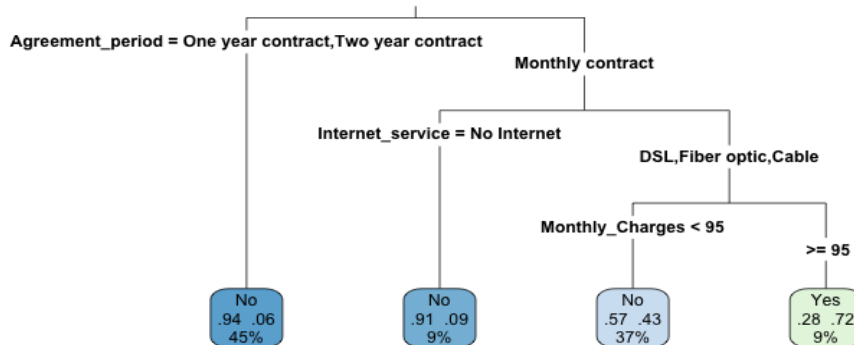 Agreement_period = One year contract,Two year contract
Monthly contract
Internet_service = No Internet
DSL,Fiber optic,Cable
Monthly_Charges < 95
>= 95
No
.94 .06
45%
No
.91 .09
9%
No
.57 .43
37%
Yes
.28 .72
9%